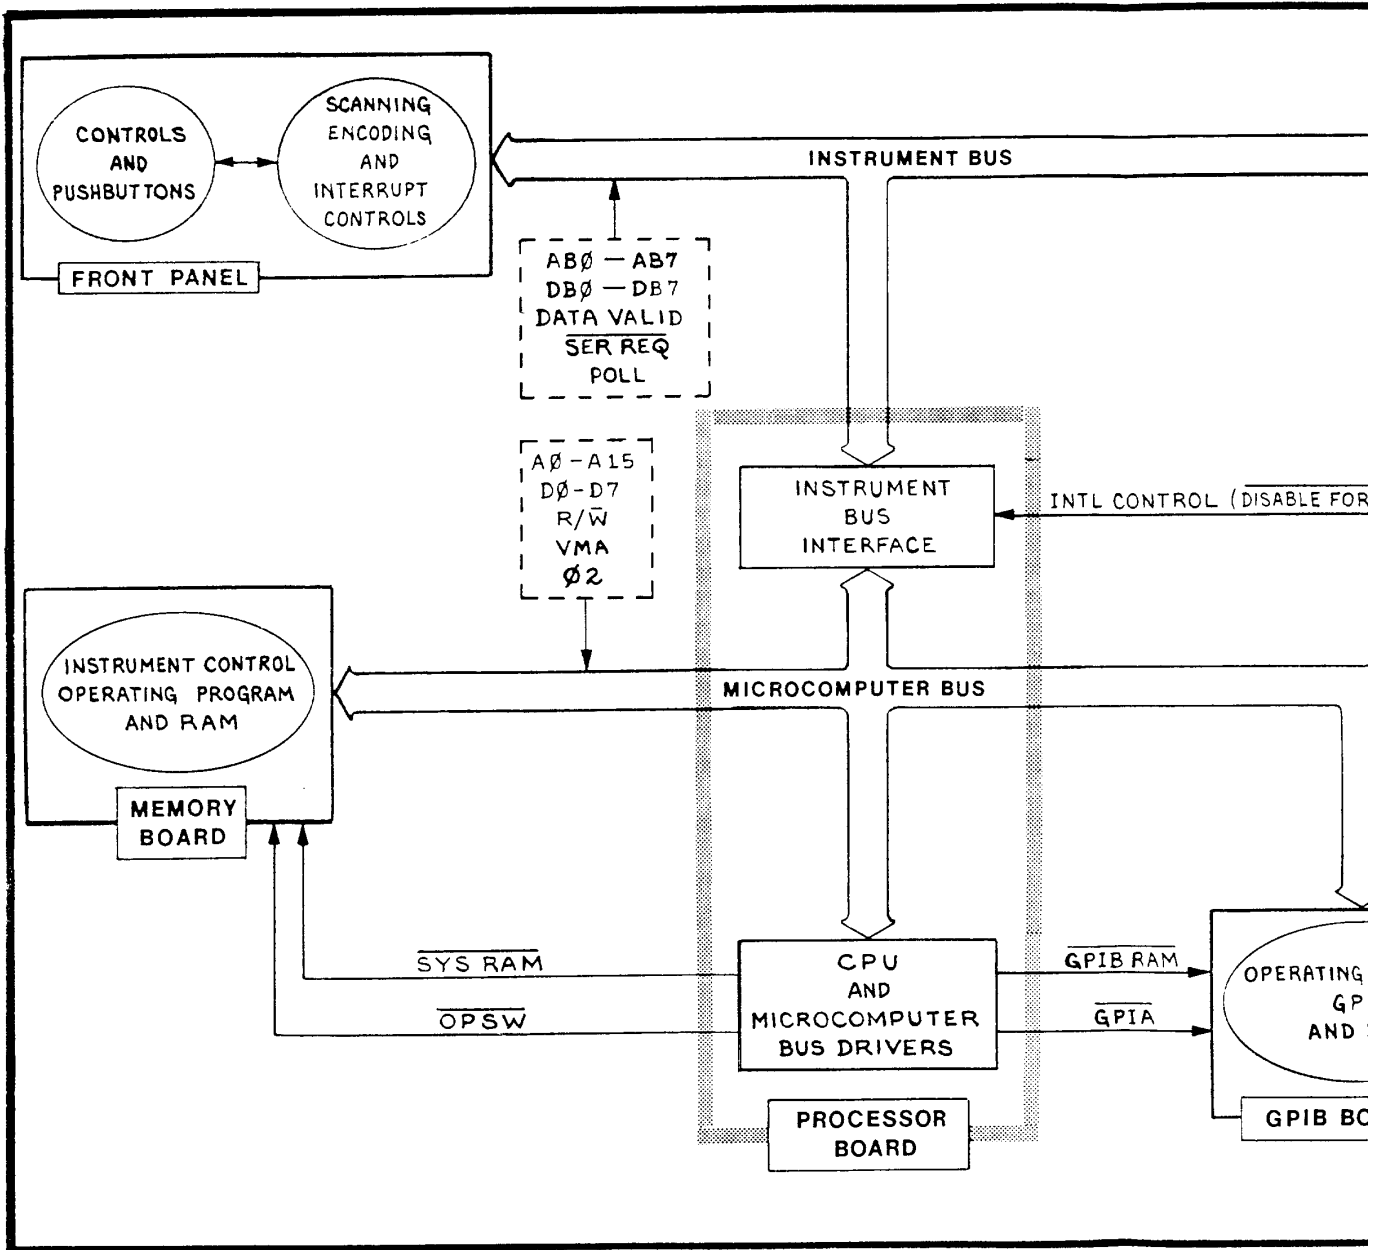 CONTROLS
AND
PUSHBUTTONS
SCANNING
ENCODING
AND
INTERRUPT
CONTROLS
FRONT PANEL
INSTRUMENT BUS
ABØ — AB7
DBØ — DB7
DATA VALID
SER REQ
POLL
AØ-A15
DØ-D7
R/W̅
VMA
Ø2
INSTRUMENT
BUS
INTERFACE
INTL CONTROL (DISABLE FOR
INSTRUMENT CONTROL
OPERATING PROGRAM
AND RAM
MEMORY
BOARD
MICROCOMPUTER BUS
SYS RAM
OPSW
CPU
AND
MICROCOMPUTER
BUS DRIVERS
PROCESSOR
BOARD
GPIB RAM
GPIA
OPERATING
GP
AND
GPIB BO